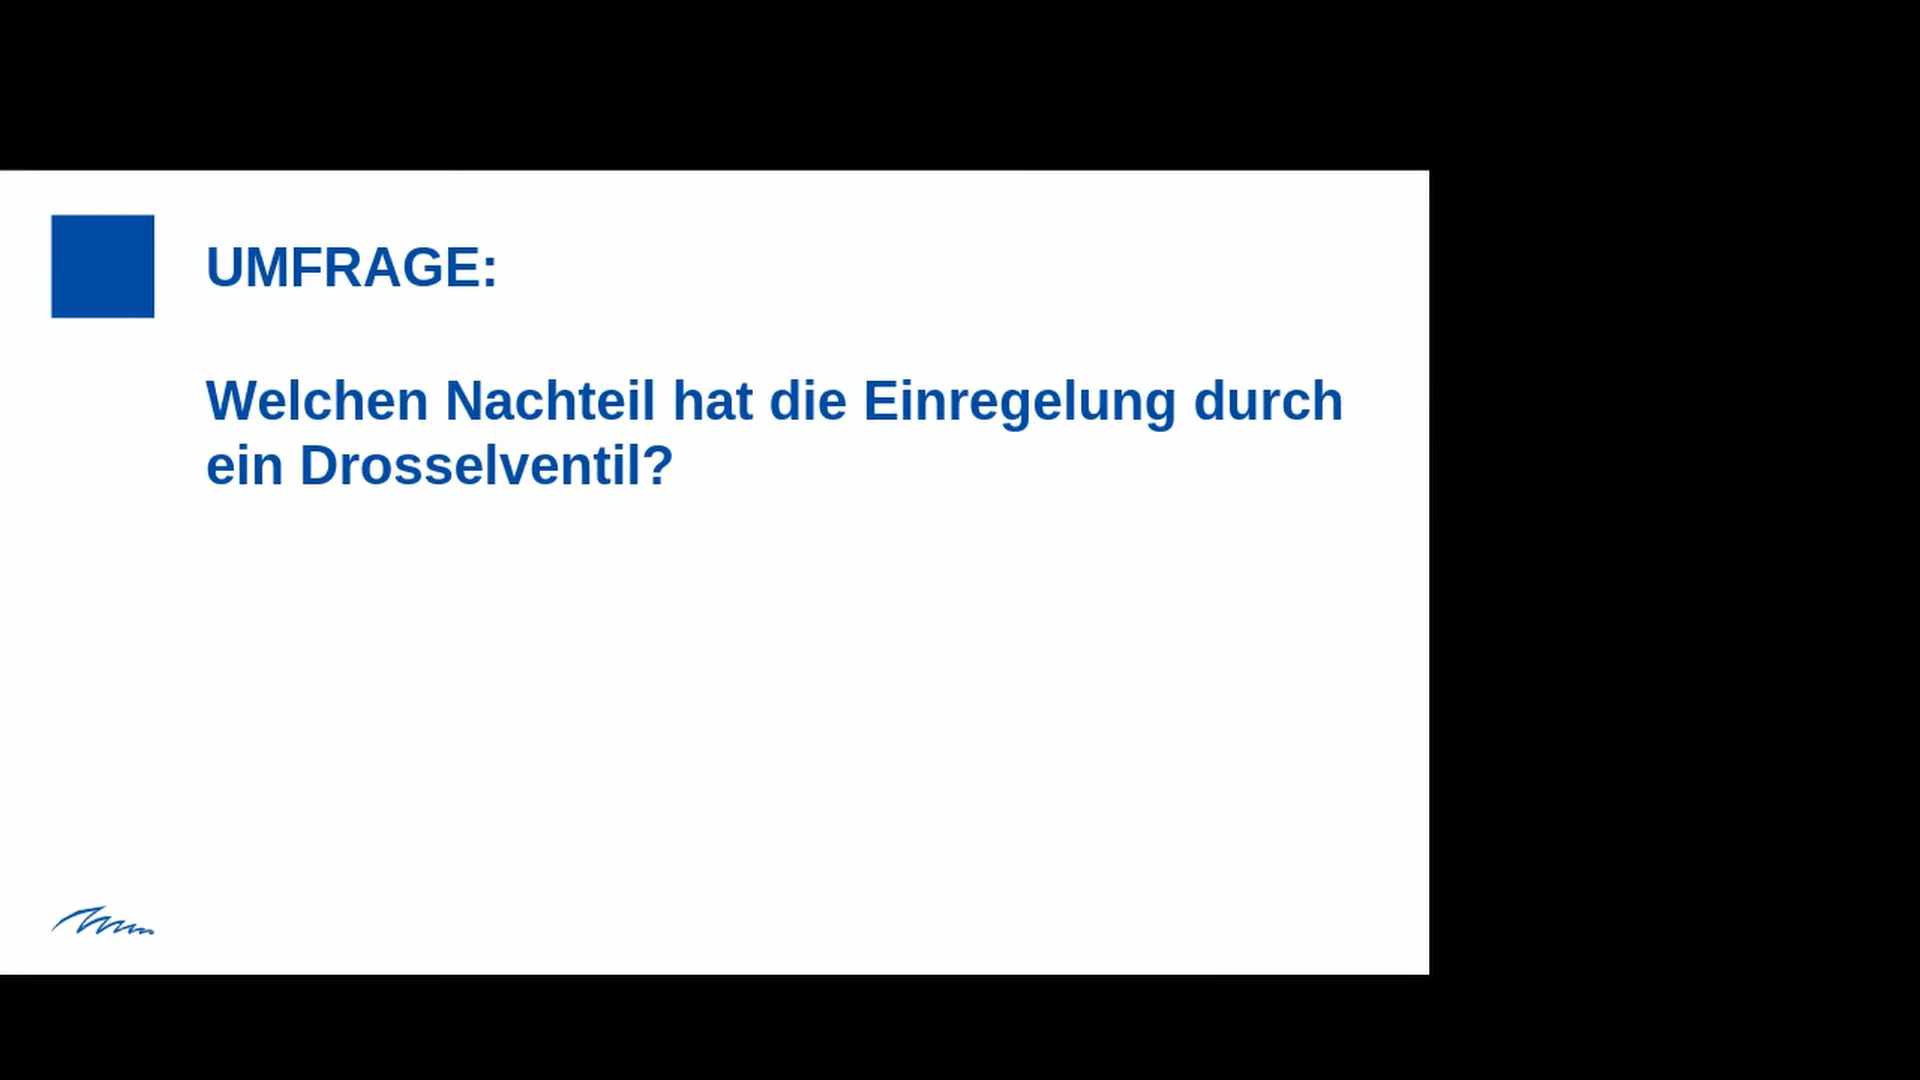 UMFRAGE:
Welchen Nachteil hat die Einregelung durch
ein Drosselventil?